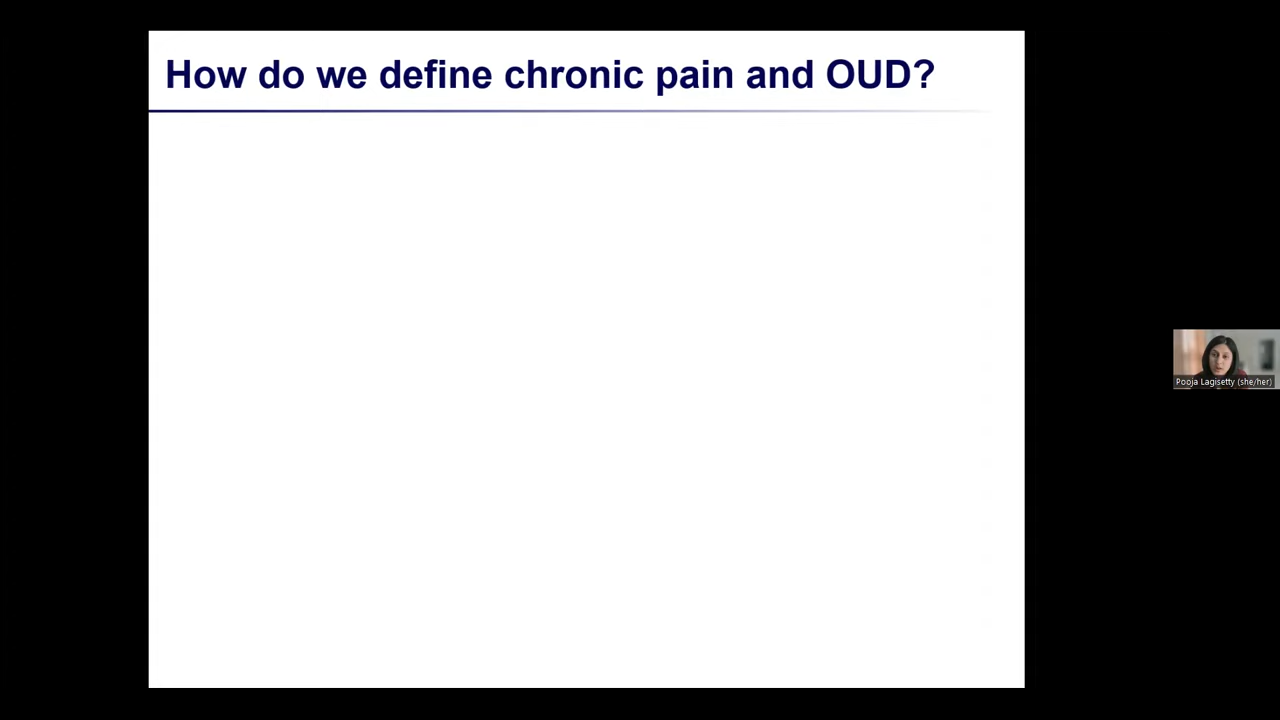 How do we define chronic pain and OUD?
Pooja Lagisetty (she/her)